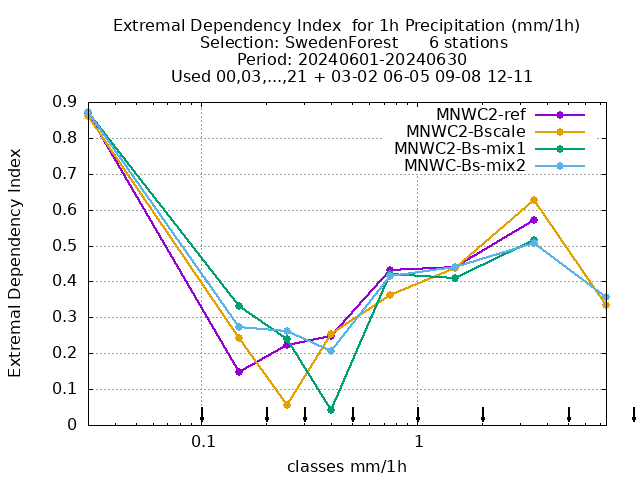 Extremal Dependency Index  for 1h Precipitation (mm/1h)
Selection: SwedenForest      6 stations
Period: 20240601-20240630
Used 00,03,...,21 + 03-02 06-05 09-08 12-11
MNWC2-ref
MNWC2-Bscale
MNWC2-Bs-mix1
MNWC-Bs-mix2
Extremal Dependency Index
0.9
0.8
0.7
0.6
0.5
0.4
0.3
0.2
0.1
0
0.1 1
classes mm/1h